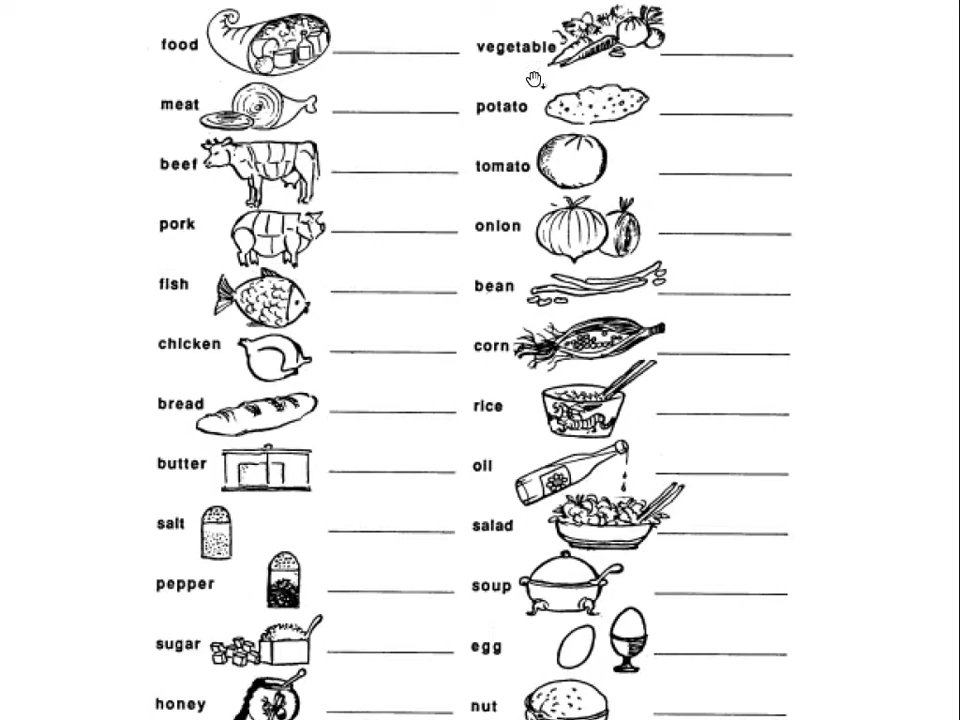 food
meat
beef
pork
fish
chicken
bread
butter
salt
pepper
sugar
honey
vegetable
potato
tomato
onion
bean
corn
rice
oil
salad
soup
egg
nut